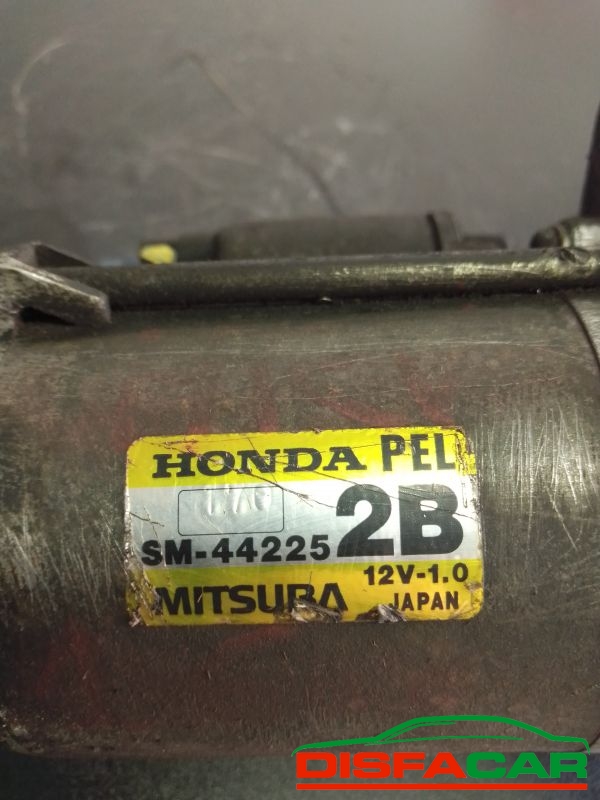 HONDA PEL
2B
SM-44225
12V-1.0
MITSUBA JAPAN
DISFACAR